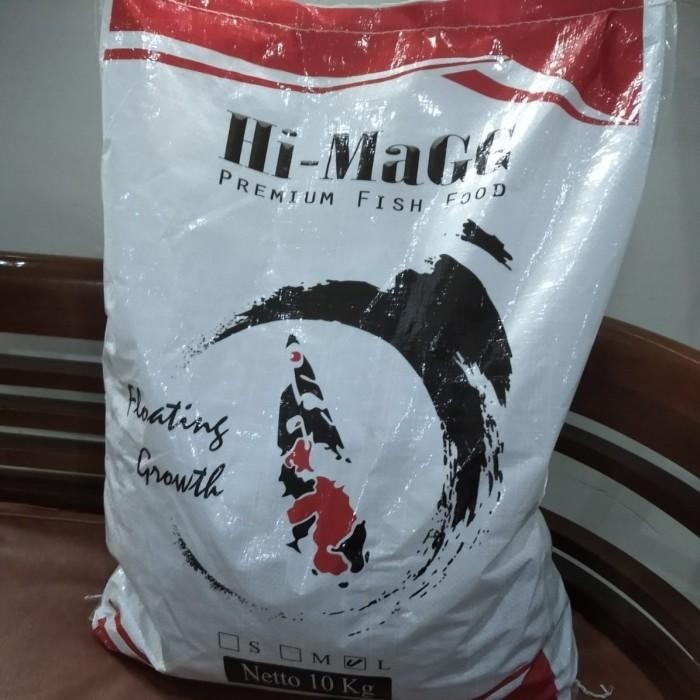 Hi-MaGG
PREMIUM FISH FOOD
Floating
Growth
S M L
Netto 10 Kg